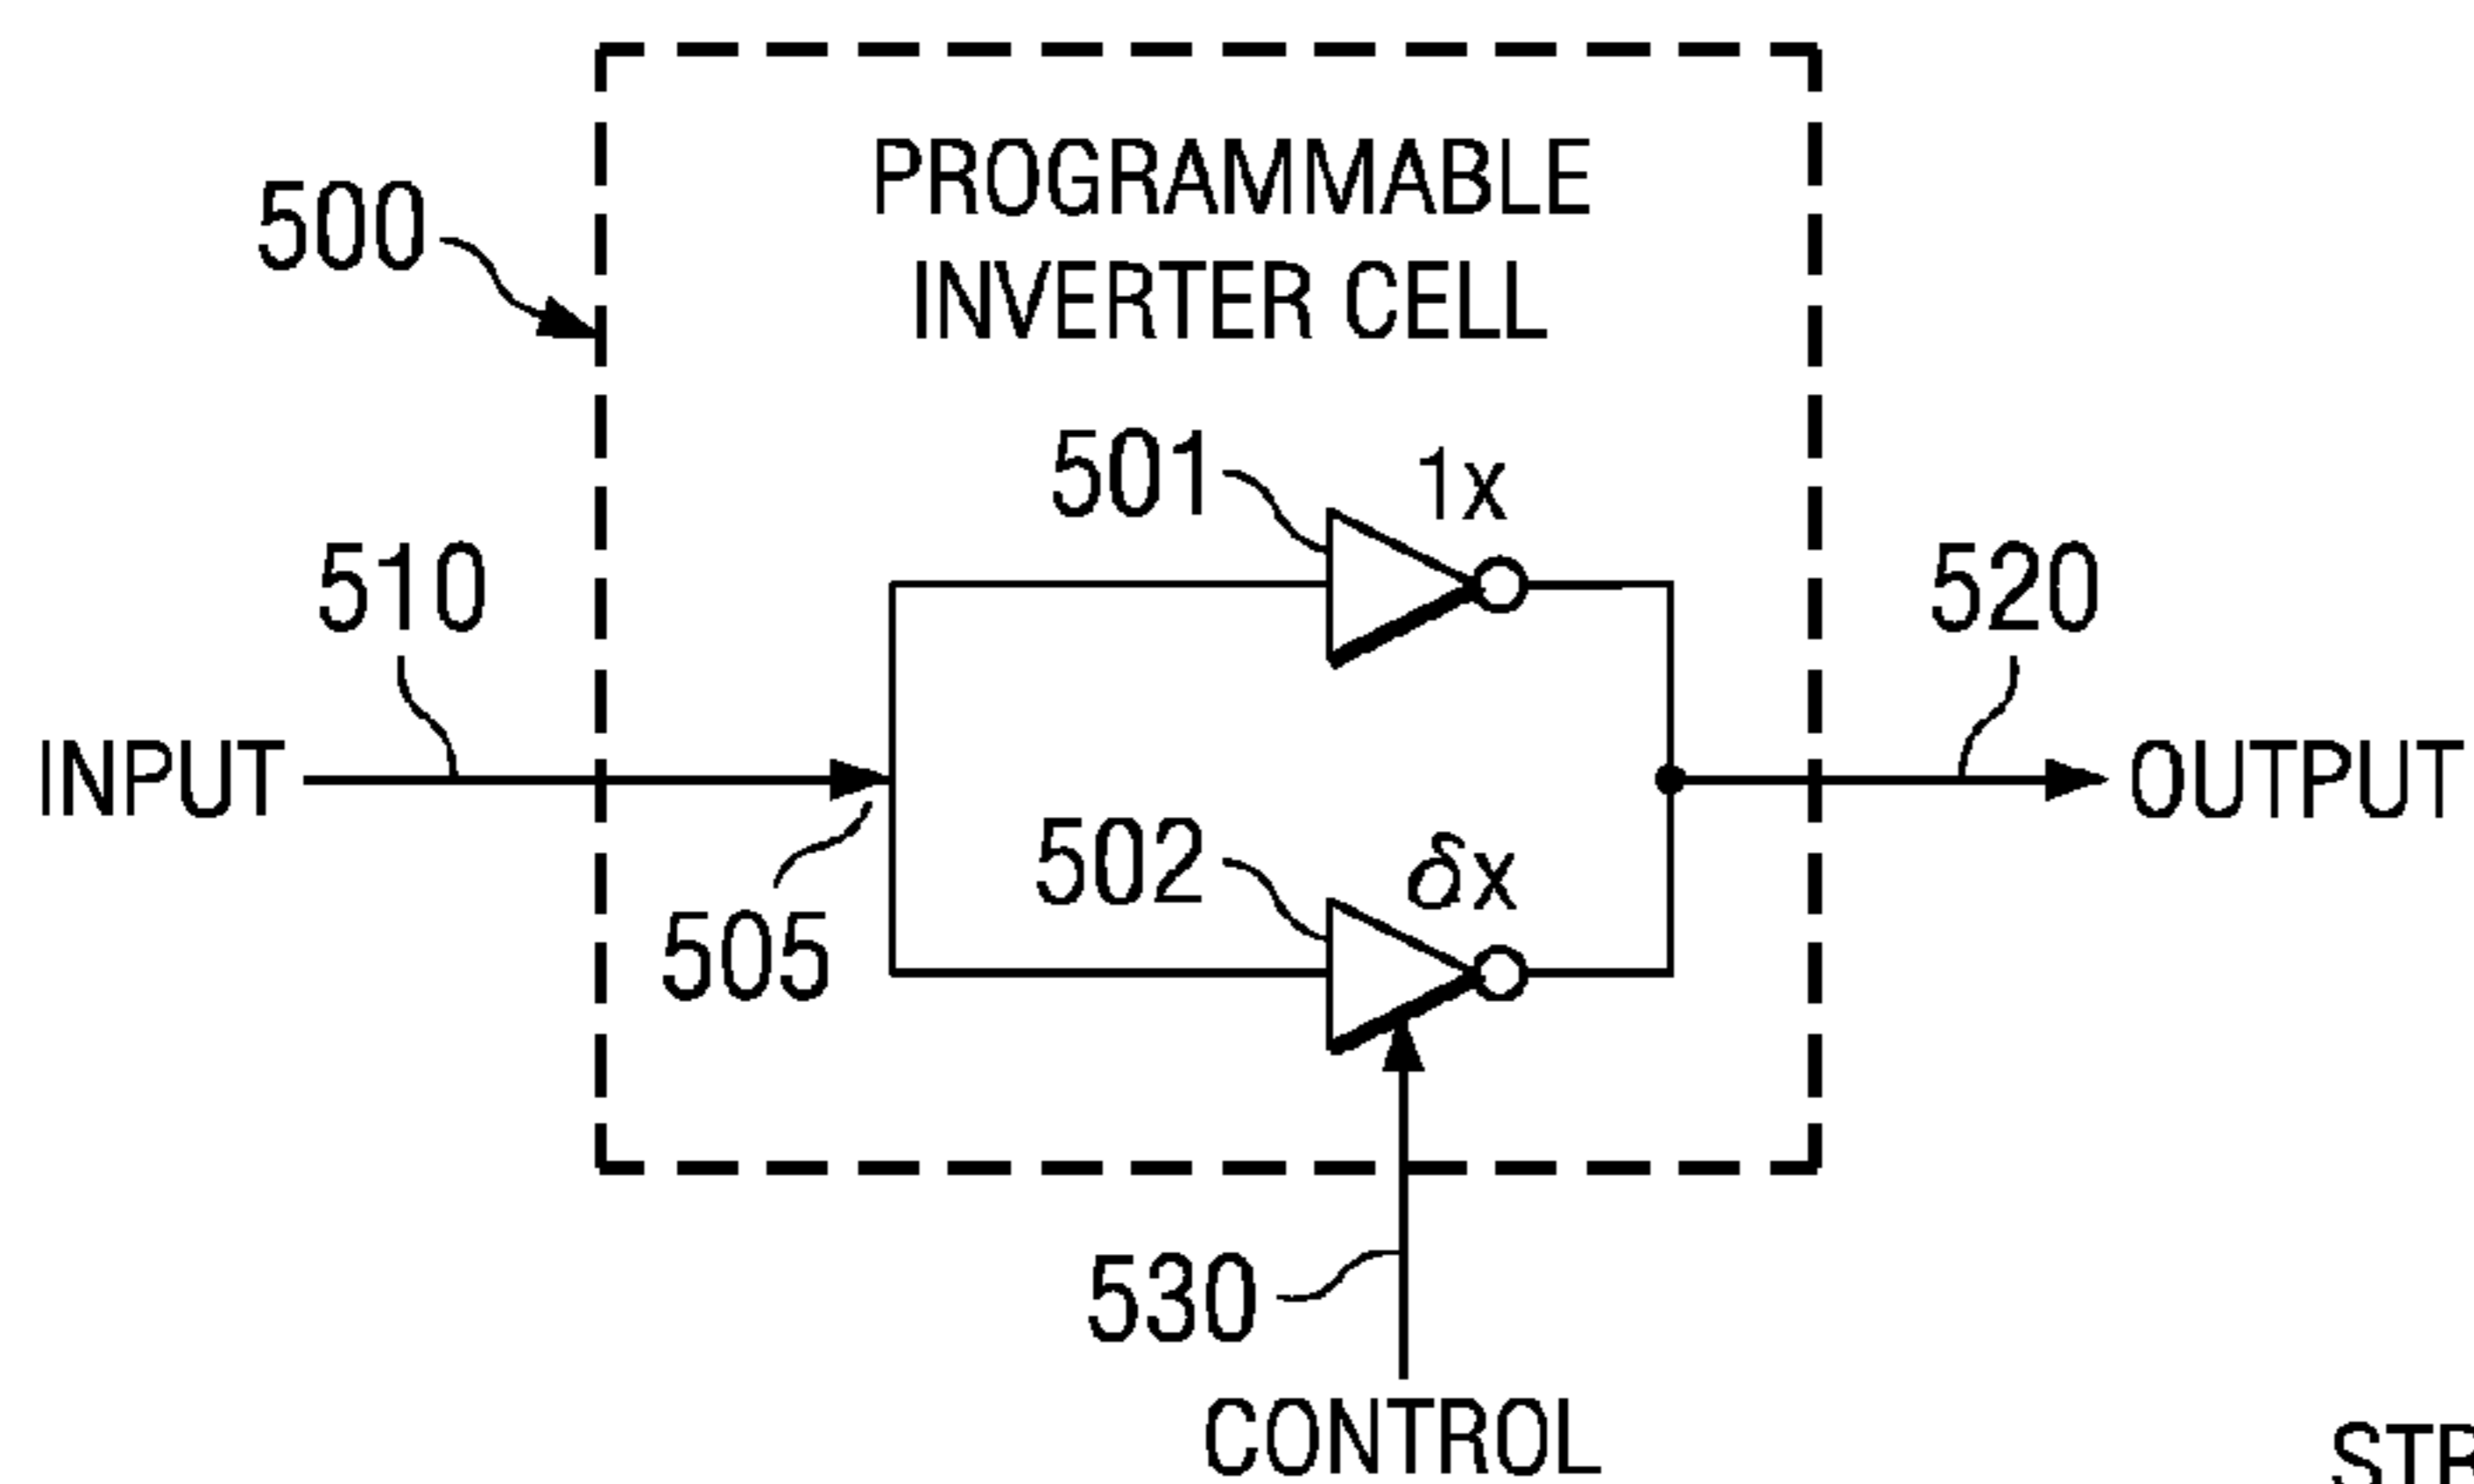 PROGRAMMABLE
INVERTER CELL
500
501
1x
510
520
INPUT
OUTPUT
502
δx
505
530
CONTROL